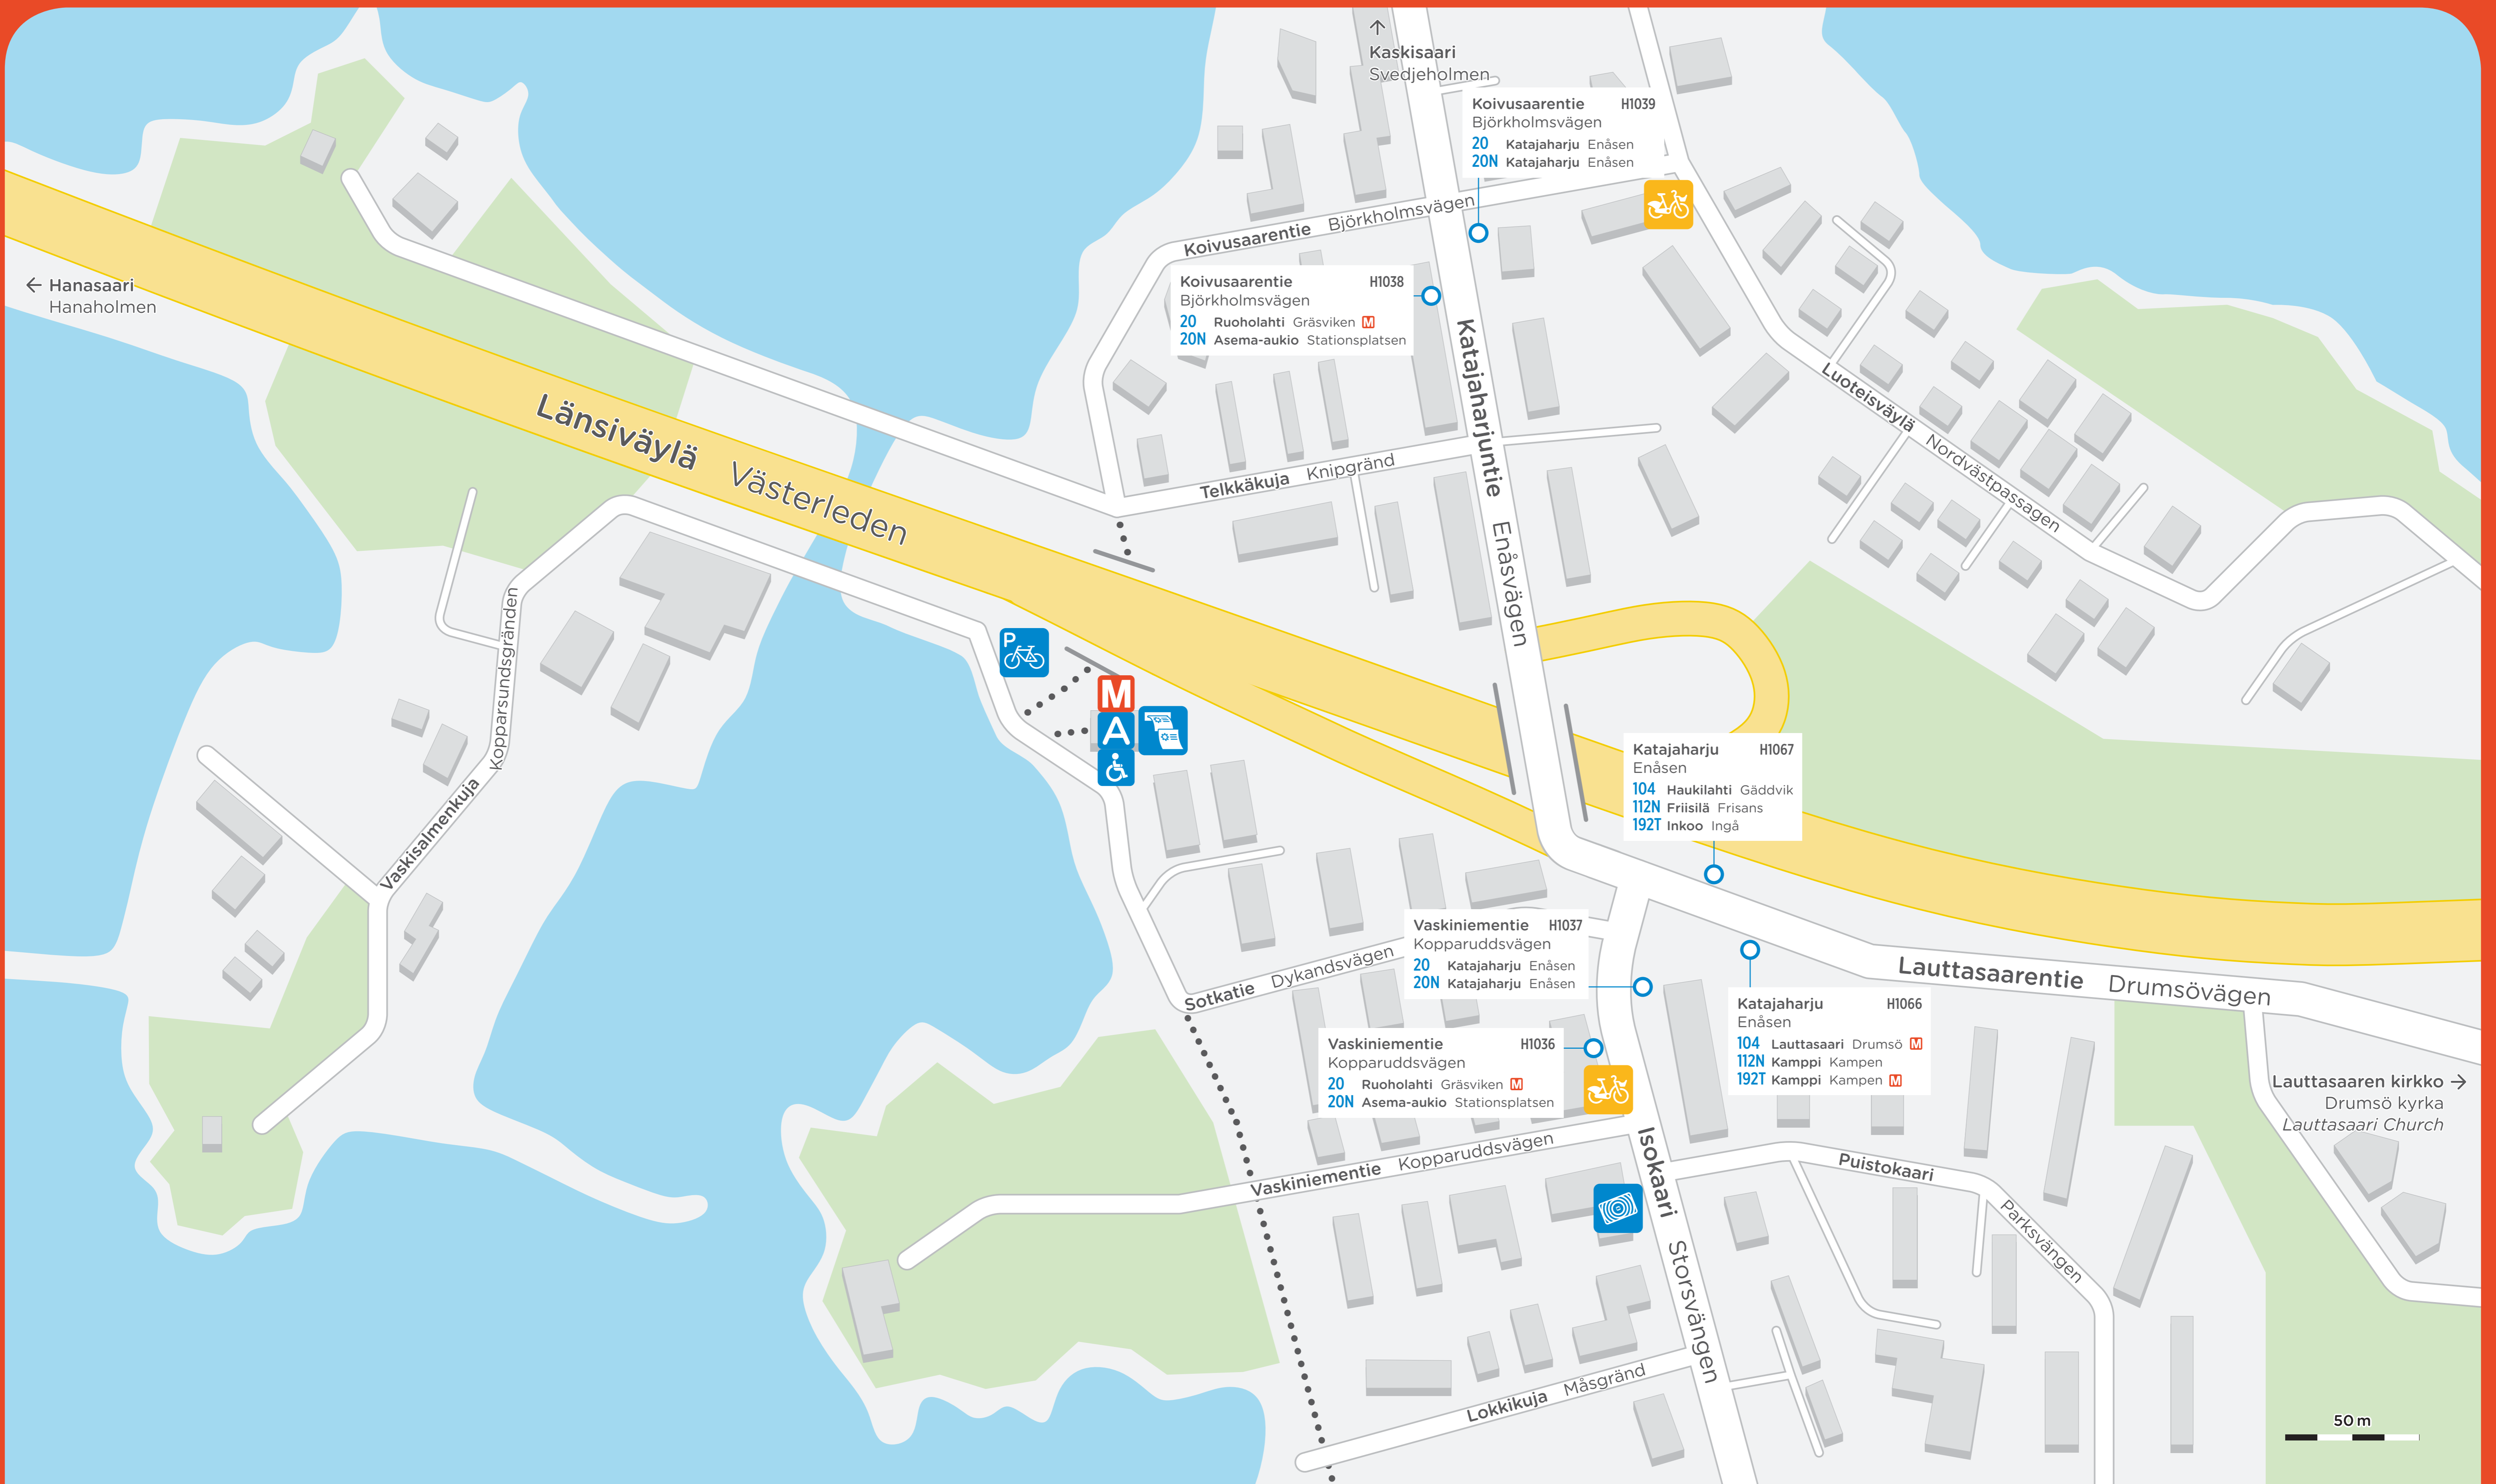 ↑
Kaskisaari
Svedjeholmen
Koivusaarentie H1039
Björkholmsvägen
20 Katajaharju Enåsen
20N Katajaharju Enåsen
Koivusaarentie Björkholmsvägen
← Hanasaari
Hanaholmen
Koivusaarentie H1038
Björkholmsvägen
20 Ruoholahti Gräsviken M
20N Asema-aukio Stationsplatsen
Katajaharjuntie Enåsvägen
Luoteisväylä Nordvästpassagen
Länsiväylä Västerleden
Telkkäkuja Knipgränd
P
M
A
Vaskisalmenkuja Kopparsundsgränden
Katajaharju H1067
Enåsen
104 Haukilahti Gäddvik
112N Friisilä Frisans
192T Inkoo Ingå
Vaskiniementie H1037
Kopparuddsvägen
20 Katajaharju Enåsen
20N Katajaharju Enåsen
Sotkatie Dykandsvägen
Lauttasaarentie Drumsövägen
Katajaharju H1066
Enåsen
104 Lauttasaari Drumsö M
112N Kamppi Kampen
192T Kamppi Kampen M
Vaskiniementie H1036
Kopparuddsvägen
20 Ruoholahti Gräsviken M
20N Asema-aukio Stationsplatsen
Lauttasaaren kirkko →
Drumsö kyrka
Lauttasaari Church
Vaskiniementie Kopparuddsvägen
Isokaari Storsvängen
Puistokaari Parksvängen
Lokkikuja Måsgränd
50 m